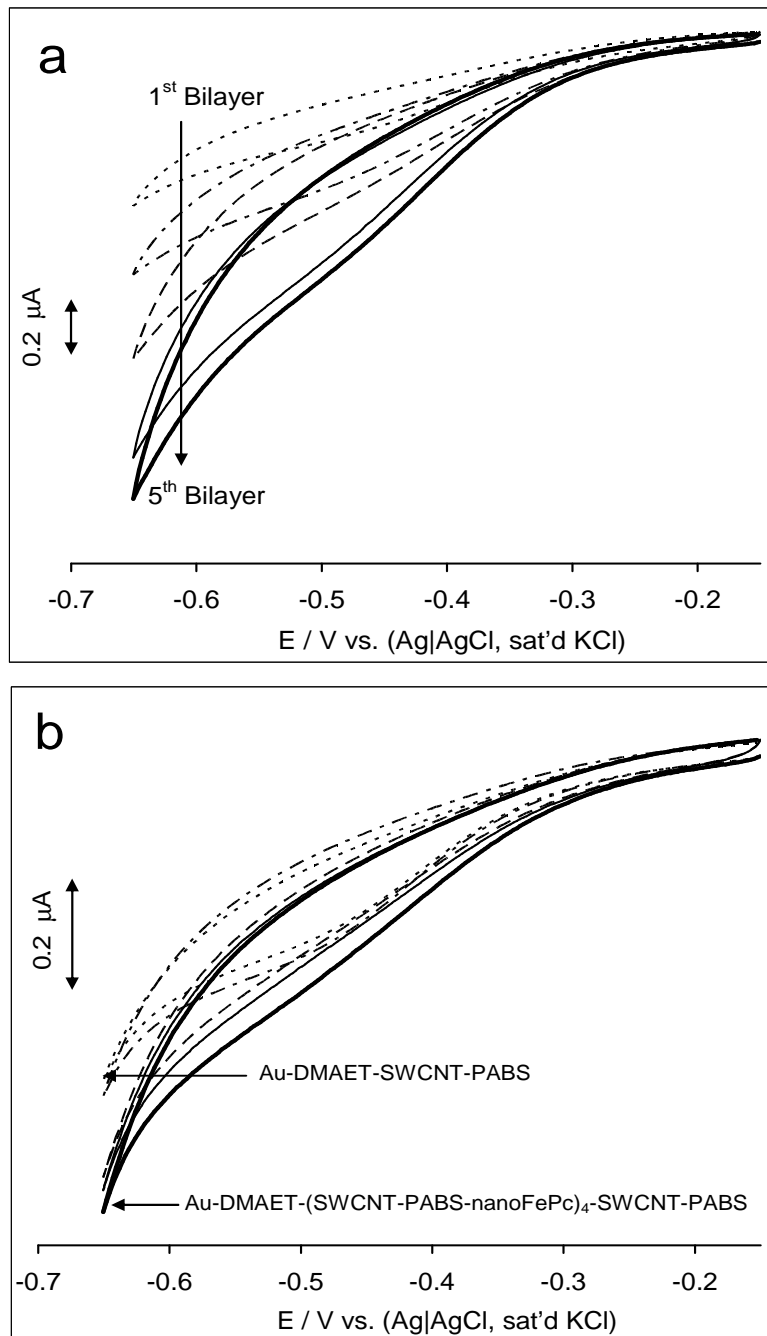 a
1st Bilayer
0.2 µA
5th Bilayer
-0.7 -0.6 -0.5 -0.4 -0.3 -0.2
E / V vs. (Ag|AgCl, sat’d KCl)
b
0.2 µA
Au-DMAET-SWCNT-PABS
Au-DMAET-(SWCNT-PABS-nanoFePc)4-SWCNT-PABS
-0.7 -0.6 -0.5 -0.4 -0.3 -0.2
E / V vs. (Ag|AgCl, sat’d KCl)